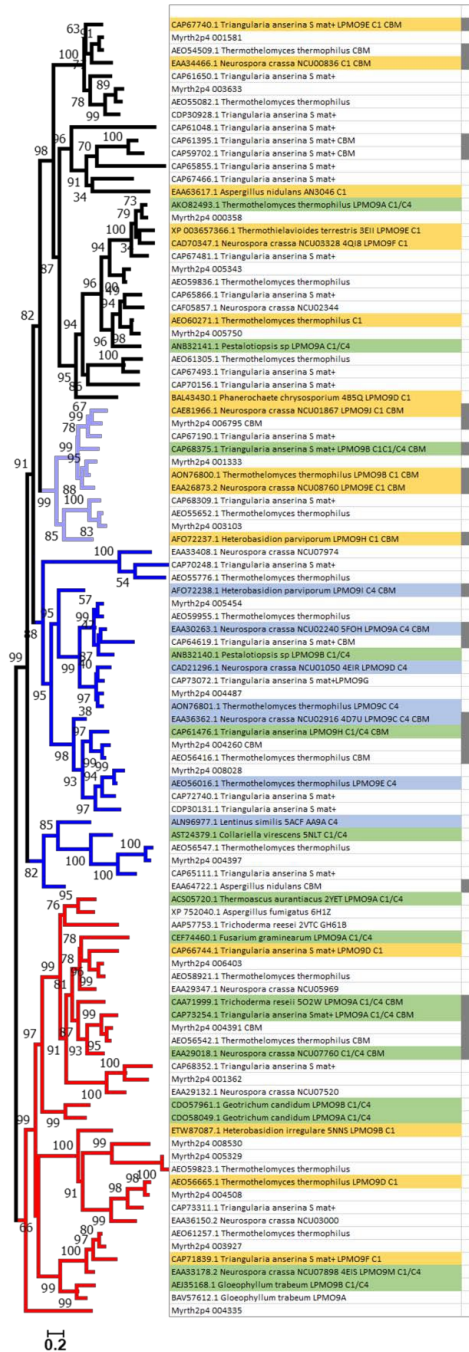 CAP67740.1 Triangularia anserina S mat+ LPMO9E C1 CBM
Myrth2p4 001581
AEO54509.1 Thermothelomyces thermophilus CBM
EAA34466.1 Neurospora crassa NCU00836 C1 CBM
CAP61650.1 Triangularia anserina S mat+
Myrth2p4 003633
AEO55082.1 Thermothelomyces thermophilus
CDP30928.1 Triangularia anserina S mat+
CAP61048.1 Triangularia anserina S mat+
CAP61395.1 Triangularia anserina S mat+ CBM
CAP59702.1 Triangularia anserina S mat+ CBM
CAP65855.1 Triangularia anserina S mat+
CAP67466.1 Triangularia anserina S mat+
EAA63617.1 Aspergillus nidulans AN3046 C1
AKO82493.1 Thermothelomyces thermophilus LPMO9A C1/C4
Myrth2p4 000358
XP 003657366.1 Thermothielavioides terrestris 3EII LPMO9E C1
CAD70347.1 Neurospora crassa NCU03328 4QI8 LPMO9F C1
CAP67481.1 Triangularia anserina S mat+
Myrth2p4 005343
AEO59836.1 Thermothelomyces thermophilus
CAP65866.1 Triangularia anserina S mat+
CAF05857.1 Neurospora crassa NCU02344
AEO60271.1 Thermothelomyces thermophilus C1
Myrth2p4 005750
ANB32141.1 Pestalotiopsis sp LPMO9A C1/C4
AEO61305.1 Thermothelomyces thermophilus
CAP67493.1 Triangularia anserina S mat+
CAP70156.1 Triangularia anserina S mat+
BAL43430.1 Phanerochaete chrysosporium 4B5Q LPMO9D C1
CAE81966.1 Neurospora crassa NCU01867 LPMO9J C1 CBM
Myrth2p4 006795 CBM
CAP67190.1 Triangularia anserina S mat+
CAP68375.1 Triangularia anserina S mat+ LPMO9B C1C1/C4 CBM
Myrth2p4 001333
AON76800.1 Thermothelomyces thermophilus LPMO9B C1 CBM
EAA26873.2 Neurospora crassa NCU08760 LPMO9E C1 CBM
CAP68309.1 Triangularia anserina S mat+
AEO55652.1 Thermothelomyces thermophilus
Myrth2p4 003103
AFO72237.1 Heterobasidion parviporum LPMO9H C1 CBM
EAA33408.1 Neurospora crassa NCU07974
CAP70248.1 Triangularia anserina S mat+
AEO55776.1 Thermothelomyces thermophilus
AFO72238.1 Heterobasidion parviporum LPMO9I C4 CBM
Myrth2p4 005454
AEO59955.1 Thermothelomyces thermophilus
EAA30263.1 Neurospora crassa NCU02240 5FOH LPMO9A C4 CBM
CAP64619.1 Triangularia anserina S mat+ CBM
ANB32140.1 Pestalotiopsis sp LPMO9B C1/C4
CAD21296.1 Neurospora crassa NCU01050 4EIR LPMO9D C4
CAP73072.1 Triangularia anserina S mat+LPMO9G
Myrth2p4 004487
AON76801.1 Thermothelomyces thermophilus LPMO9C C4
EAA36362.1 Neurospora crassa NCU02916 4D7U LPMO9C C4 CBM
CAP61476.1 Triangularia anserina LPMO9H C1/C4 CBM
Myrth2p4 004260 CBM
AEO56416.1 Thermothelomyces thermophilus CBM
Myrth2p4 008028
AEO56016.1 Thermothelomyces thermophilus LPMO9E C4
CAP72740.1 Triangularia anserina S mat+
CDP30131.1 Triangularia anserina S mat+
ALN96977.1 Lentinus similis 5ACF AA9A C4
AST24379.1 Collariella virescens 5NLT C1/C4
AEO56547.1 Thermothelomyces thermophilus
Myrth2p4 004397
CAP65111.1 Triangularia anserina S mat+
EAA64722.1 Aspergillus nidulans CBM
ACS05720.1 Thermoascus aurantiacus 2YET LPMO9A C1/C4
XP 752040.1 Aspergillus fumigatus 6H1Z
AAP57753.1 Trichoderma reesei 2VTC GH61B
CEF74460.1 Fusarium graminearum LPMO9A C1/C4
CAP66744.1 Triangularia anserina S mat+ LPMO9D C1
Myrth2p4 006403
AEO58921.1 Thermothelomyces thermophilus
EAA29347.1 Neurospora crassa NCU05969
CAA71999.1 Trichoderma reseii 5O2W LPMO9A C1/C4 CBM
CAP73254.1 Triangularia anserina Smat+ LPMO9A C1/C4 CBM
Myrth2p4 004391 CBM
AEO56542.1 Thermothelomyces thermophilus CBM
EAA29018.1 Neurospora crassa NCU07760 C1/C4 CBM
CAP68352.1 Triangularia anserina S mat+
Myrth2p4 001362
EAA29132.1 Neurospora crassa NCU07520
CDO57961.1 Geotrichum candidum LPMO9B C1/C4
CDO58049.1 Geotrichum candidum LPMO9A C1/C4
ETW87087.1 Heterobasidion irregulare 5NNS LPMO9B C1
Myrth2p4 008530
Myrth2p4 005329
AEO59823.1 Thermothelomyces thermophilus
AEO56665.1 Thermothelomyces thermophilus LPMO9D C1
Myrth2p4 004508
CAP73311.1 Triangularia anserina S mat+
EAA36150.2 Neurospora crassa NCU03000
AEO61257.1 Thermothelomyces thermophilus
Myrth2p4 003927
CAP71839.1 Triangularia anserina S mat+ LPMO9F C1
EAA33178.2 Neurospora crassa NCU07898 4EIS LPMO9M C1/C4
AEJ35168.1 Gloeophyllum trabeum LPMO9B C1/C4
BAV57612.1 Gloeophyllum trabeum LPMO9A
Myrth2p4 004335
0.2